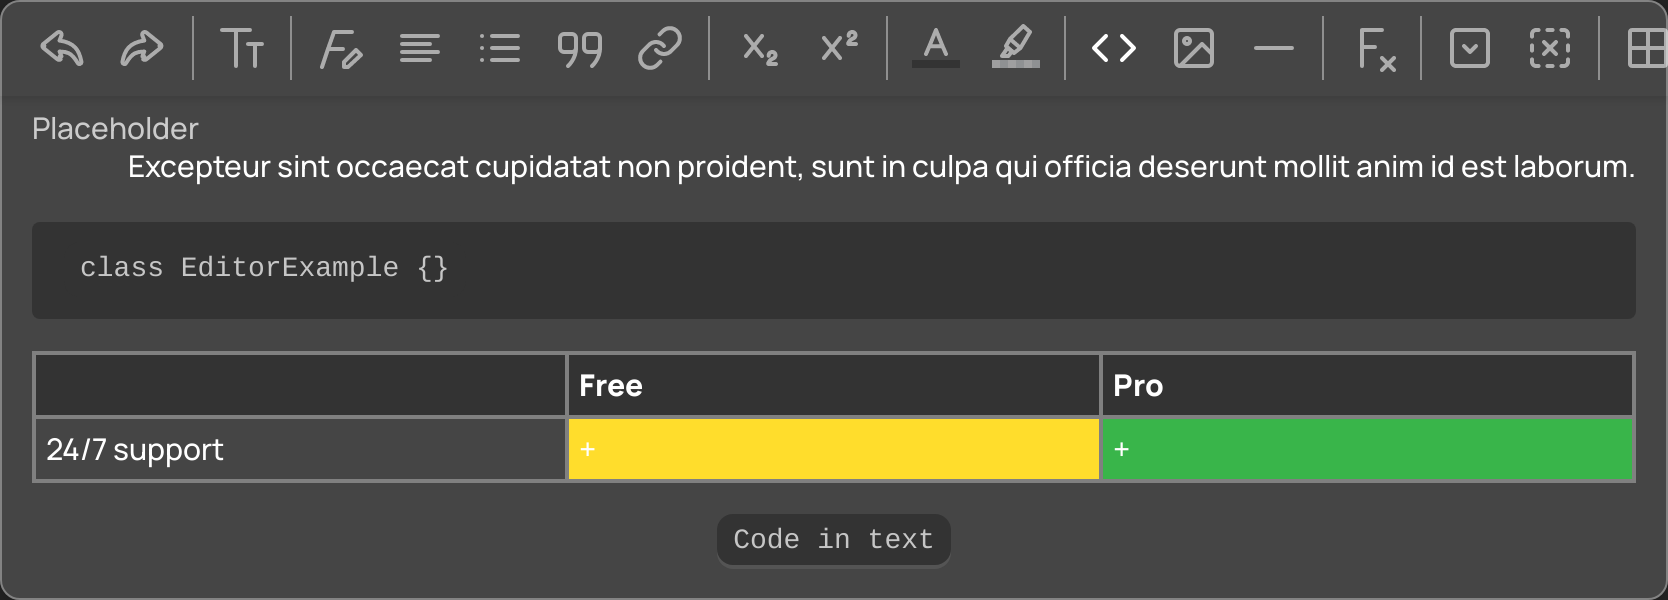 Placeholder
Excepteur sint occaecat cupidatat non proident, sunt in culpa qui officia deserunt mollit anim id est laborum.
class EditorExample {}
Free Pro
24/7 support + +
Code in text